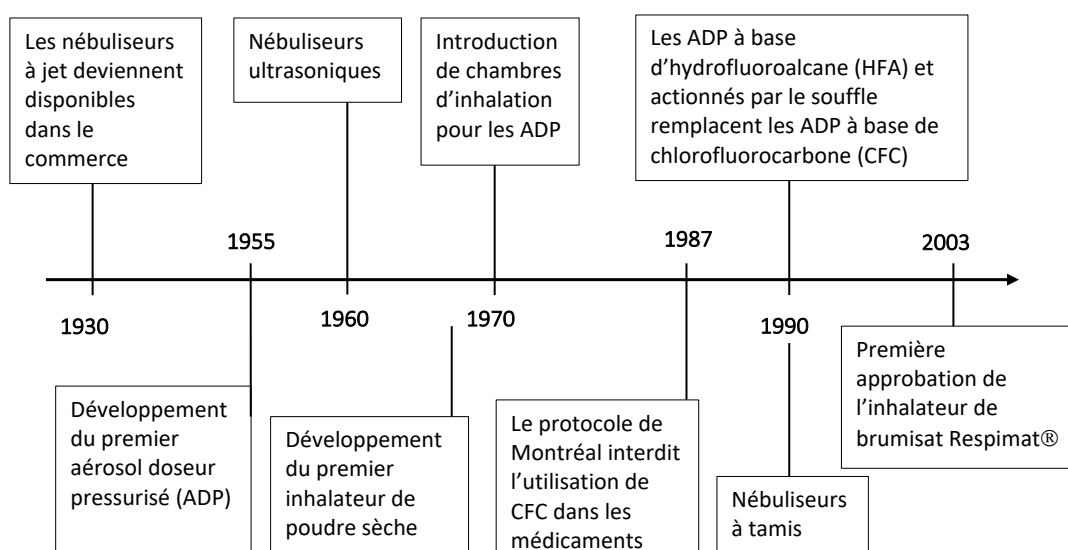 Les nébuliseurs
à jet deviennent
disponibles
dans le
commerce
Nébuliseurs
ultrasoniques
Introduction
de chambres
d’inhalation
pour les ADP
Les ADP à base
d’hydrofluoroalcane (HFA) et
actionnés par le souffle
remplacent les ADP à base de
chlorofluorocarbone (CFC)
1955
1987
2003
1930
1960
1970
1990
Développement
du premier
aérosol doseur
pressurisé (ADP)
Développement
du premier
inhalateur de
poudre sèche
Le protocole de
Montréal interdit
l’utilisation de
CFC dans les
médicaments
Nébuliseurs
à tamis
Première
approbation de
l’inhalateur de
brumisat Respimat®